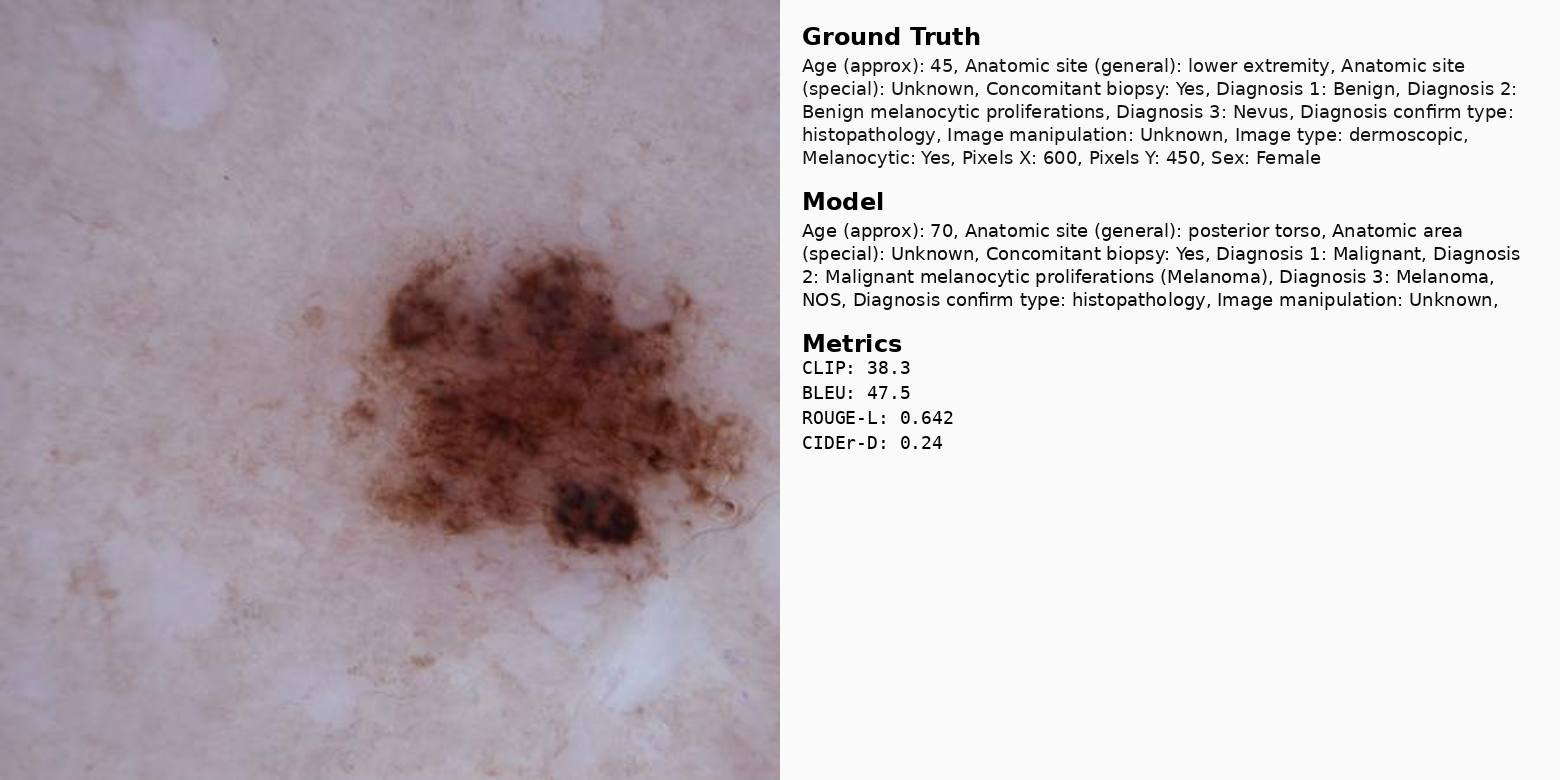 Ground Truth
Age (approx): 45, Anatomic site (general): lower extremity, Anatomic site
(special): Unknown, Concomitant biopsy: Yes, Diagnosis 1: Benign, Diagnosis 2:
Benign melanocytic proliferations, Diagnosis 3: Nevus, Diagnosis confirm type:
histopathology, Image manipulation: Unknown, Image type: dermoscopic,
Melanocytic: Yes, Pixels X: 600, Pixels Y: 450, Sex: Female
Model
Age (approx): 70, Anatomic site (general): posterior torso, Anatomic area
(special): Unknown, Concomitant biopsy: Yes, Diagnosis 1: Malignant, Diagnosis
2: Malignant melanocytic proliferations (Melanoma), Diagnosis 3: Melanoma,
NOS, Diagnosis confirm type: histopathology, Image manipulation: Unknown,
Metrics
CLIP: 38.3
BLEU: 47.5
ROUGE-L: 0.642
CIDEr-D: 0.24